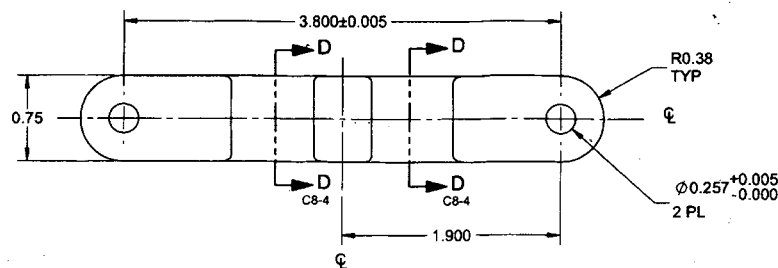 3.800±0.005
D
D
R0.38
TYP
0.75
℄
D
C8-4
D
C8-4
Ø0.257 +0.005
-0.000
2 PL
1.900
℄